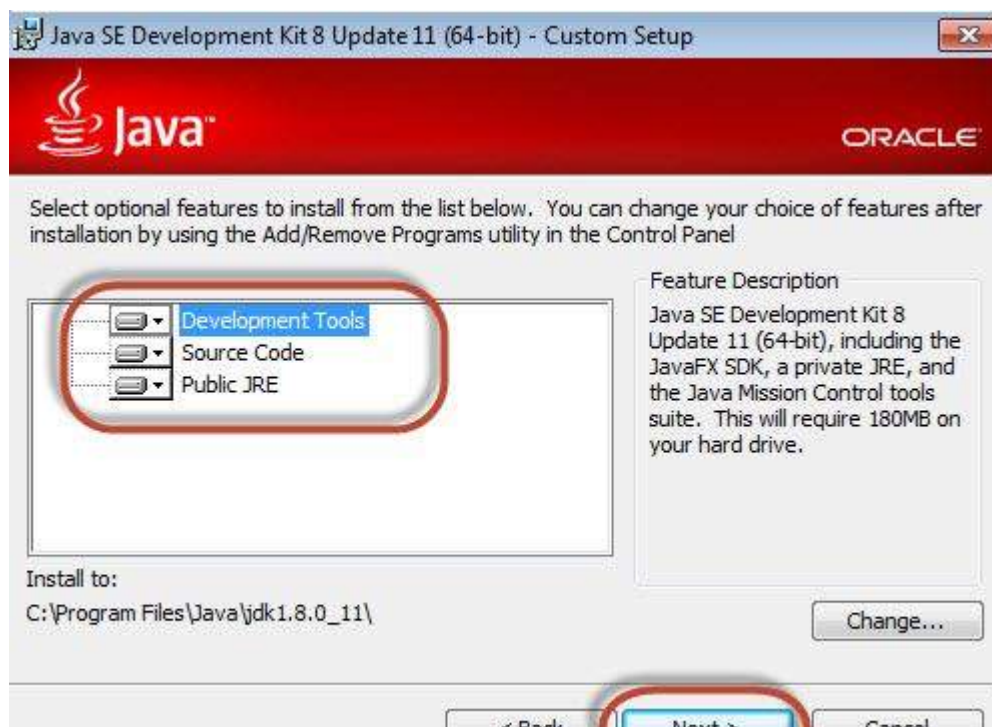 Java SE Development Kit 8 Update 11 (64-bit) - Custom Setup
Java™
ORACLE
Select optional features to install from the list below. You can change your choice of features after
installation by using the Add/Remove Programs utility in the Control Panel
Development Tools
Source Code
Public JRE
Feature Description
Java SE Development Kit 8
Update 11 (64-bit), including the
JavaFX SDK, a private JRE, and
the Java Mission Control tools
suite. This will require 180MB on
your hard drive.
Install to:
C:\Program Files\Java\jdk1.8.0_11\
Change...
< Back
Next >
Cancel